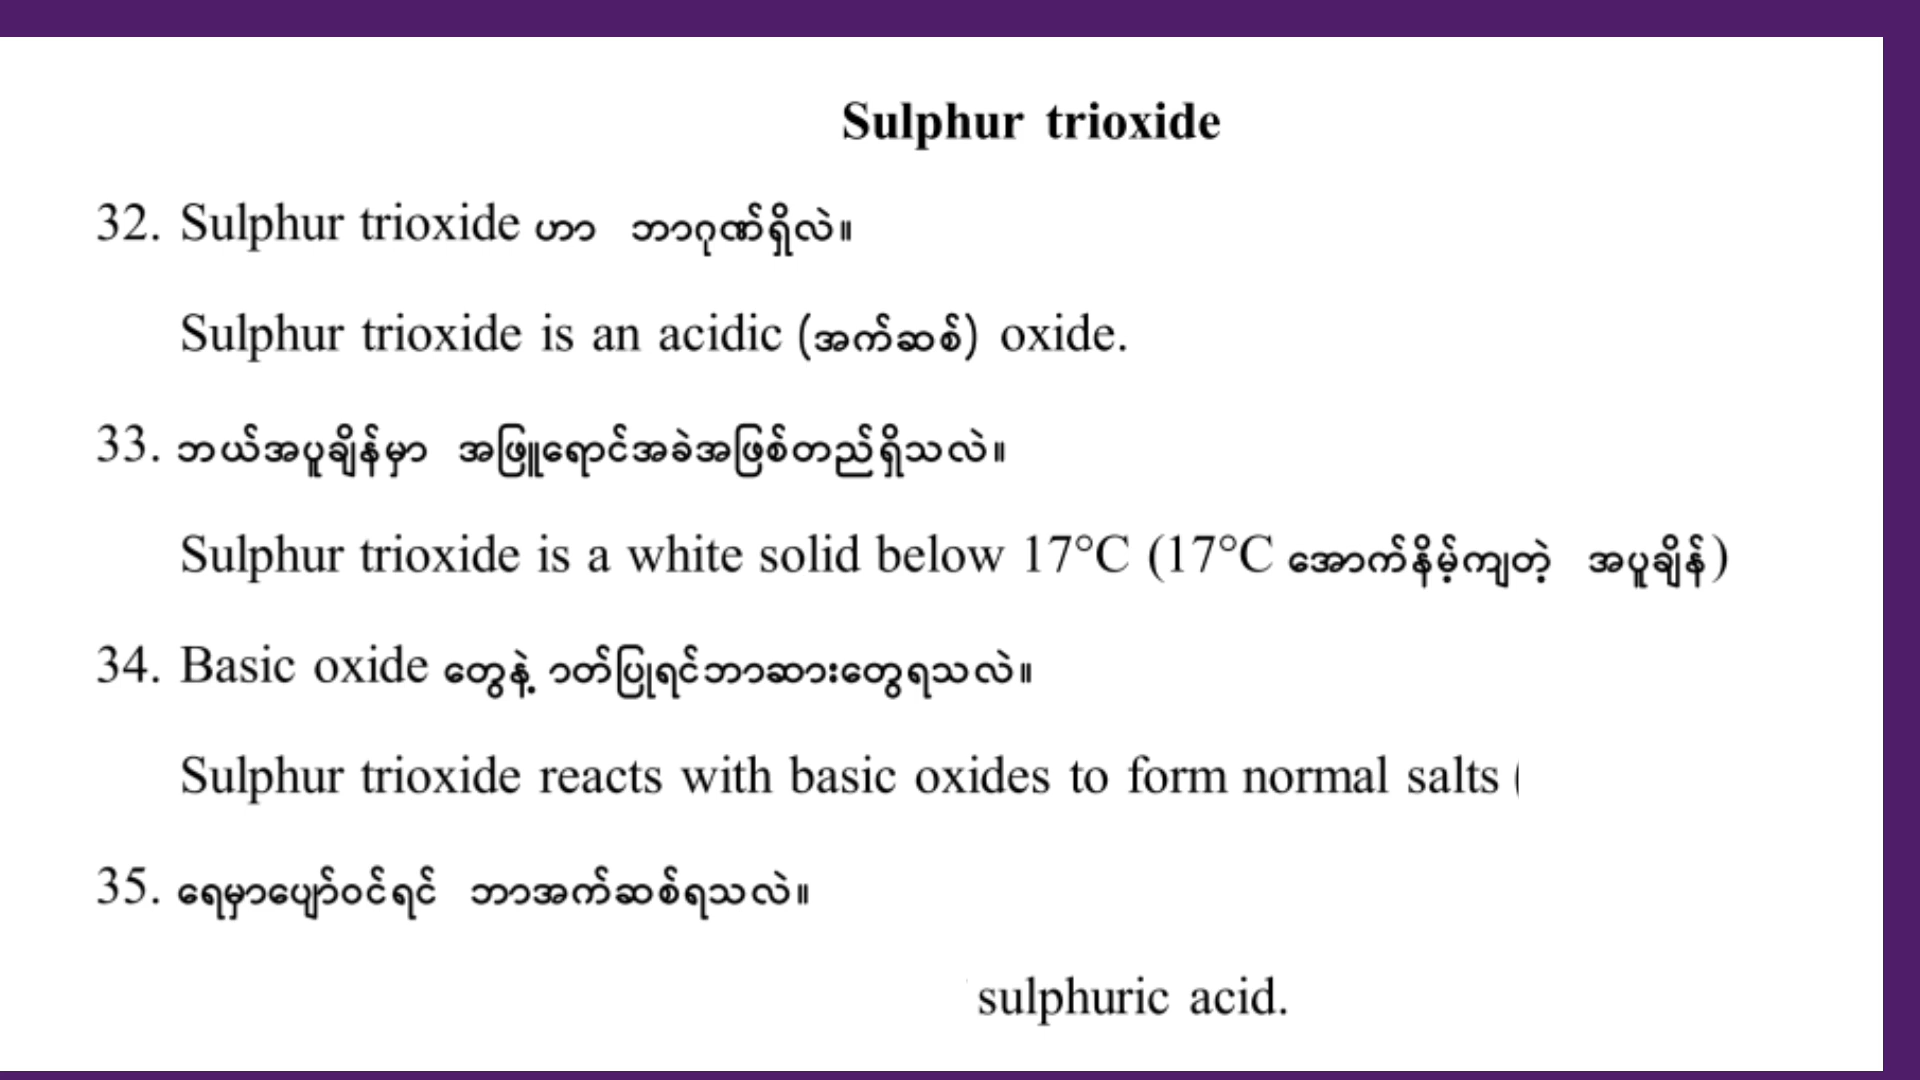 Sulphur trioxide
32. Sulphur trioxide ဟာ ဘာဂုဏ်ရှိလဲ။
Sulphur trioxide is an acidic (အက်ဆစ်) oxide.
33. ဘယ်အပူချိန်မှာ အဖြူရောင်အခဲအဖြစ်တည်ရှိသလဲ။
Sulphur trioxide is a white solid below 17°C (17°C အောက်နိမ့်ကျတဲ့ အပူချိန်)
34. Basic oxide တွေနဲ့ ဓာတ်ပြုရင်ဘာဆားတွေရသလဲ။
Sulphur trioxide reacts with basic oxides to form normal salts (
35. ရေမှာပျော်ဝင်ရင် ဘာအက်ဆစ်ရသလဲ။
sulphuric acid.